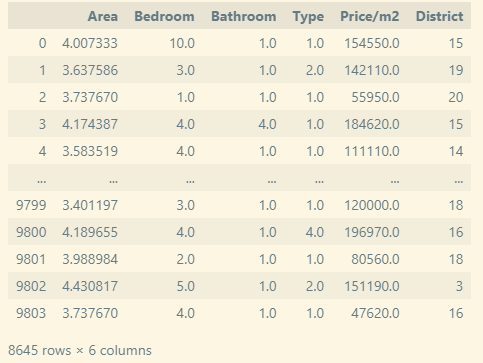 Area Bedroom Bathroom Type Price/m2 District
0 4.007333 10.0 1.0 1.0 154550.0 15
1 3.637586 3.0 1.0 2.0 142110.0 19
2 3.737670 1.0 1.0 1.0 55950.0 20
3 4.174387 4.0 4.0 1.0 184620.0 15
4 3.583519 4.0 1.0 1.0 111110.0 14
... ... ... ... ... ... ...
9799 3.401197 3.0 1.0 1.0 120000.0 18
9800 4.189655 4.0 1.0 4.0 196970.0 16
9801 3.988984 2.0 1.0 1.0 80560.0 18
9802 4.430817 5.0 1.0 2.0 151190.0 3
9803 3.737670 4.0 1.0 1.0 47620.0 16
8645 rows × 6 columns